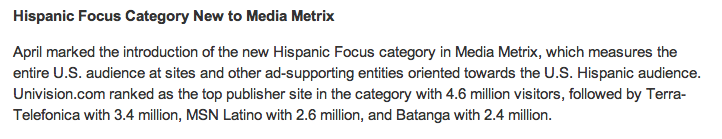 Hispanic Focus Category New to Media Metrix
April marked the introduction of the new Hispanic Focus category in Media Metrix, which measures the
entire U.S. audience at sites and other ad-supporting entities oriented towards the U.S. Hispanic audience.
Univision.com ranked as the top publisher site in the category with 4.6 million visitors, followed by Terra-
Telefonica with 3.4 million, MSN Latino with 2.6 million, and Batanga with 2.4 million.